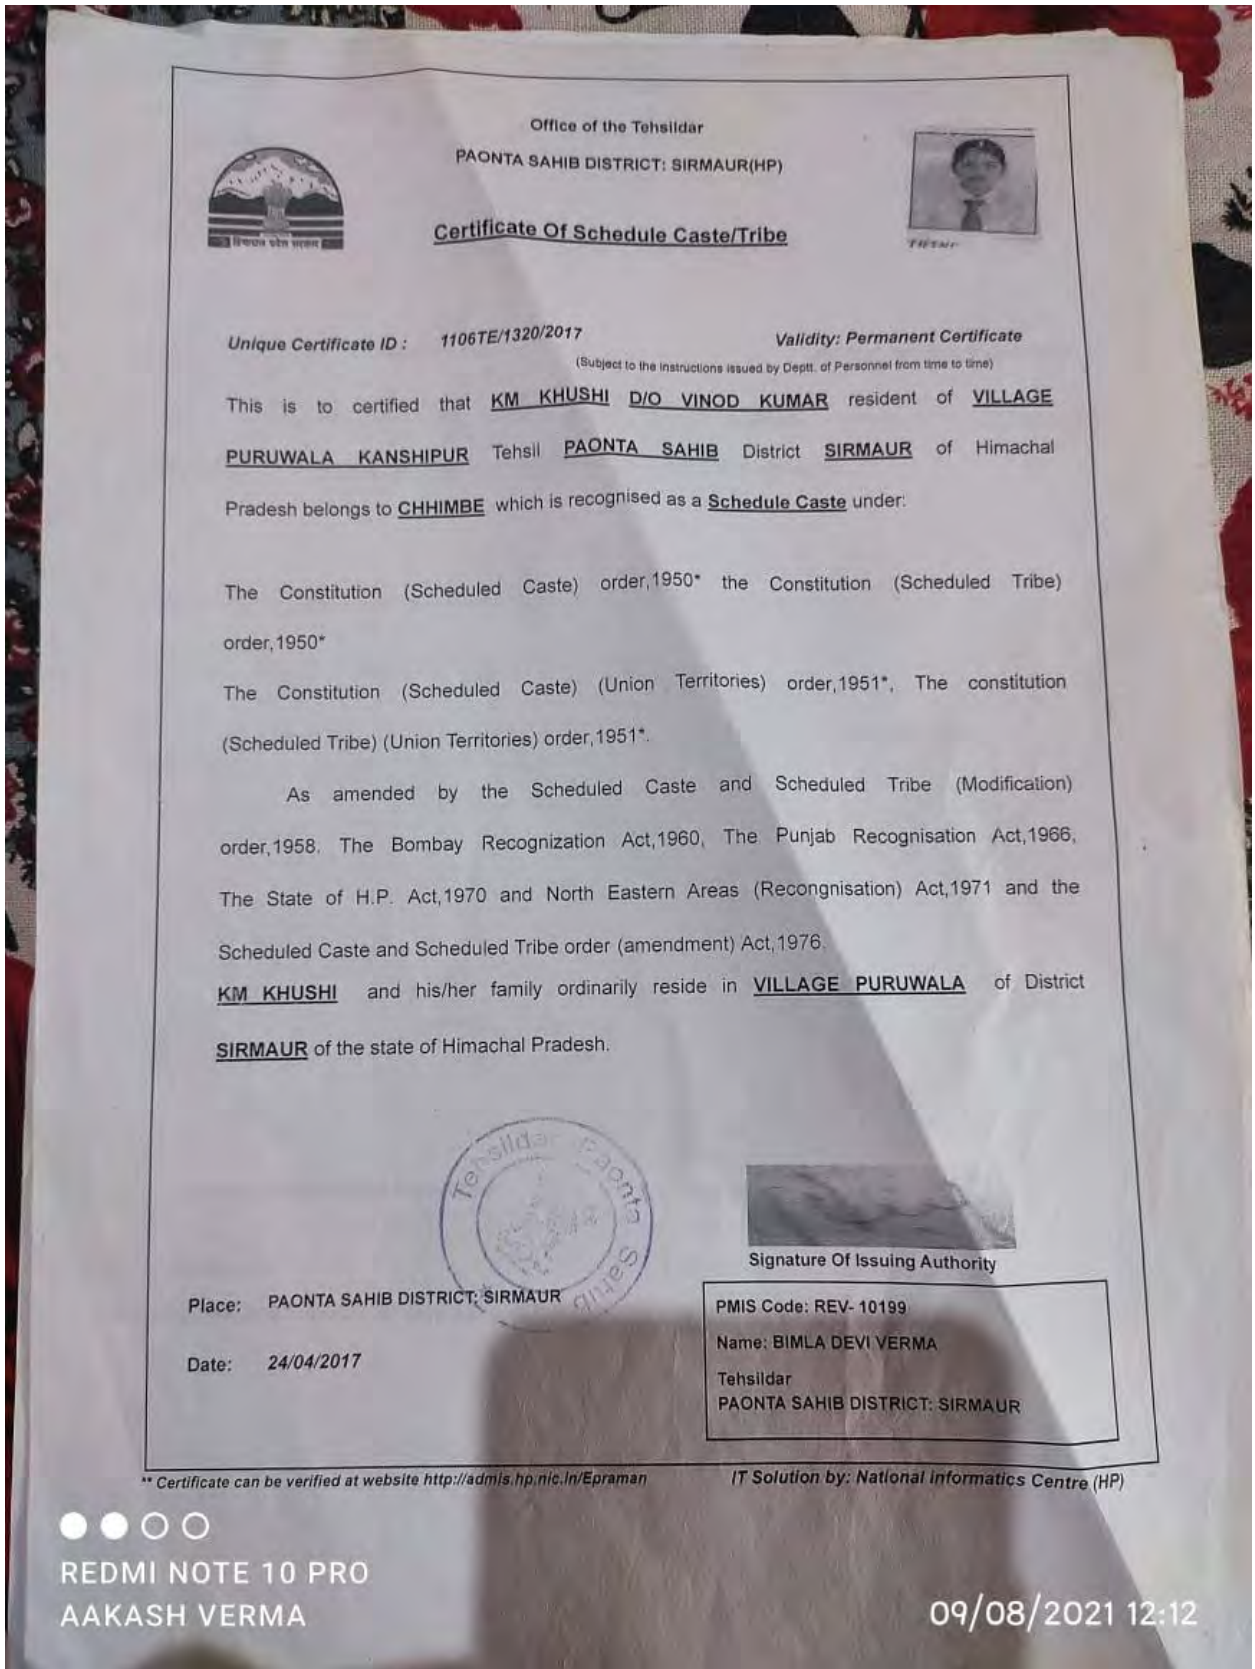 Office of the Tehsildar
PAONTA SAHIB DISTRICT: SIRMAUR(HP)
हिमाचल प्रदेश सरकार
Certificate Of Schedule Caste/Tribe
Unique Certificate ID : 1106TE/1320/2017 Validity: Permanent Certificate
(Subject to the instructions issued by Deptt. of Personnel from time to time)
This is to certified that KM KHUSHI D/O VINOD KUMAR resident of VILLAGE
PURUWALA KANSHIPUR Tehsil PAONTA SAHIB District SIRMAUR of Himachal
Pradesh belongs to CHHIMBE which is recognised as a Schedule Caste under:
The Constitution (Scheduled Caste) order,1950* the Constitution (Scheduled Tribe)
order,1950*
The Constitution (Scheduled Caste) (Union Territories) order,1951*, The constitution
(Scheduled Tribe) (Union Territories) order,1951*.
As amended by the Scheduled Caste and Scheduled Tribe (Modification)
order,1958. The Bombay Recognization Act,1960, The Punjab Recognisation Act,1966,
The State of H.P. Act,1970 and North Eastern Areas (Recongnisation) Act,1971 and the
Scheduled Caste and Scheduled Tribe order (amendment) Act,1976.
KM KHUSHI and his/her family ordinarily reside in VILLAGE PURUWALA of District
SIRMAUR of the state of Himachal Pradesh.
Tehsildar Paonta Sahib
Signature Of Issuing Authority
Place: PAONTA SAHIB DISTRICT: SIRMAUR
Date: 24/04/2017
PMIS Code: REV- 10199
Name: BIMLA DEVI VERMA
Tehsildar
PAONTA SAHIB DISTRICT: SIRMAUR
** Certificate can be verified at website http://admis.hp.nic.in/Epraman IT Solution by: National Informatics Centre (HP)
REDMI NOTE 10 PRO
AAKASH VERMA
09/08/2021 12:12